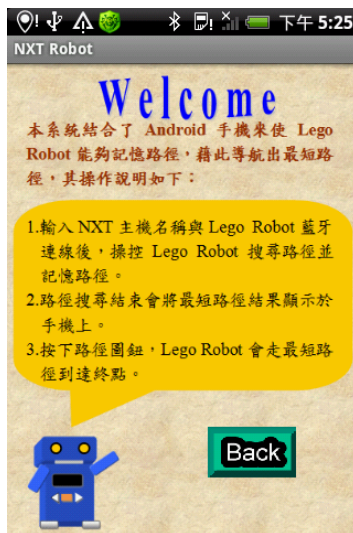 下午 5:25
NXT Robot
Welcome
本系統結合了 Android 手機來使 Lego
Robot 能夠記憶路徑，藉此導航出最短路
徑，其操作說明如下：
1.輸入 NXT 主機名稱與 Lego Robot 藍牙
連線後，操控 Lego Robot 搜尋路徑並
記憶路徑。
2.路徑搜尋結束會將最短路徑結果顯示於
手機上。
3.按下路徑圖鈕，Lego Robot 會走最短路
徑到達終點。
Back